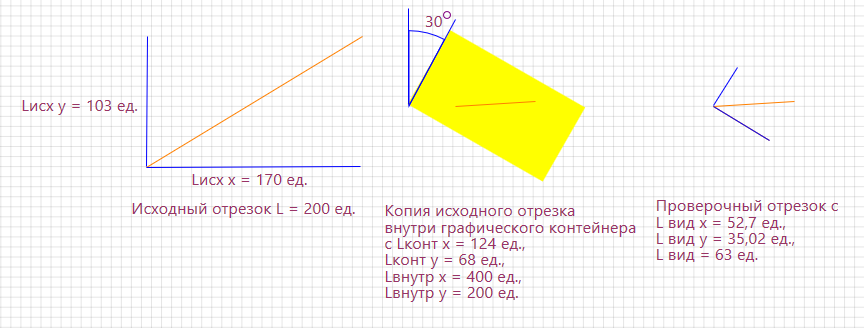 30°
Lисх y = 103 ед.
Lисх x = 170 ед.
Исходный отрезок L = 200 ед.
Копия исходного отрезка
внутри графического контейнера
с Lконт x = 124 ед.,
Lконт y = 68 ед.,
Lвнутр x = 400 ед.,
Lвнутр y = 200 ед.
Проверочный отрезок с
L вид x = 52,7 ед.,
L вид y = 35,02 ед.,
L вид = 63 ед.